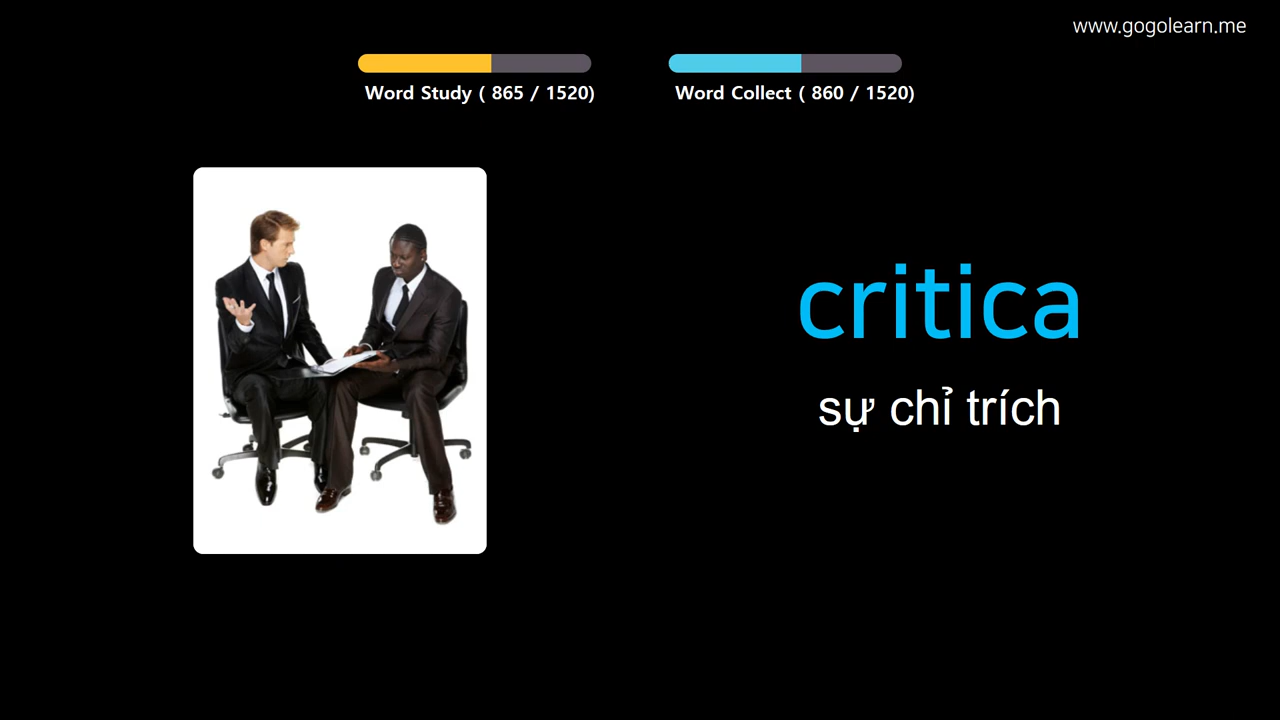 www.gogolearn.me
Word Study ( 865 / 1520)
Word Collect ( 860 / 1520)
critica
sự chỉ trích